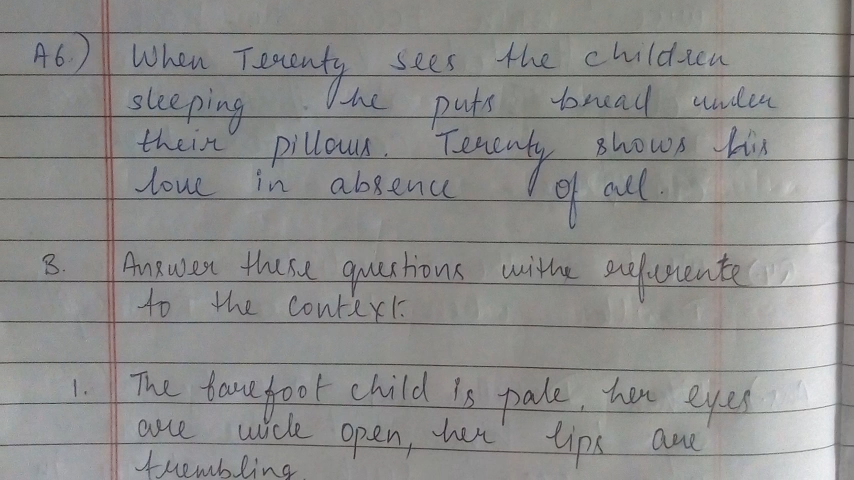 A6.) When Terenty sees the children
sleeping he puts bread under
their pillows. Terenty shows his
love in absence of all.
B. Answer these questions withe referente
to the context.
1. The barefoot child is pale, her eyes
are wide open, her lips are
trembling.